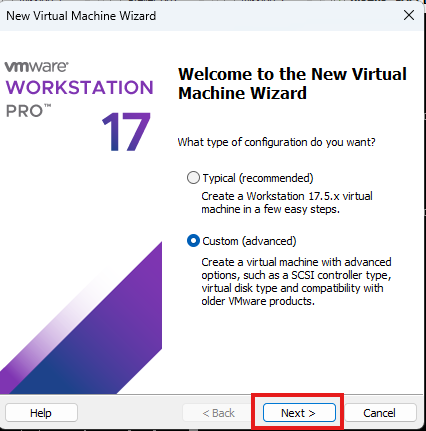 New Virtual Machine Wizard
vmware®
WORKSTATION
PRO™
17
Welcome to the New Virtual
Machine Wizard
What type of configuration do you want?
Typical (recommended)
Create a Workstation 17.5.x virtual
machine in a few easy steps.
Custom (advanced)
Create a virtual machine with advanced
options, such as a SCSI controller type,
virtual disk type and compatibility with
older VMware products.
Help
< Back
Next >
Cancel